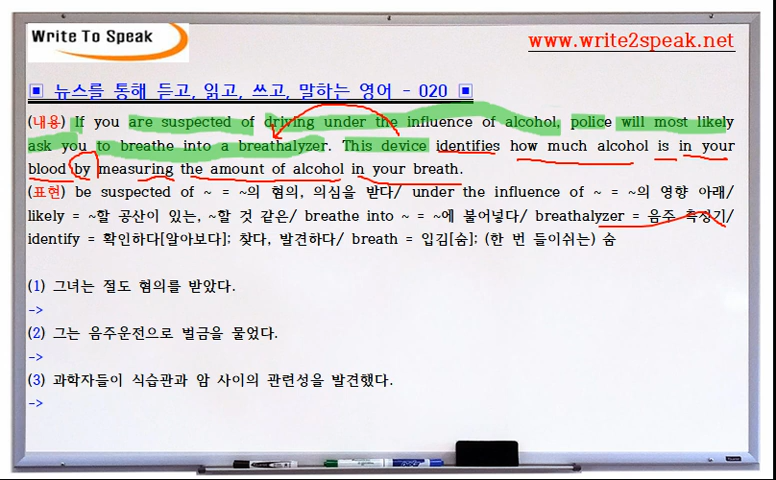 Write To Speak
www.write2speak.net
▣ 뉴스를 통해 듣고, 읽고, 쓰고, 말하는 영어 - 020 ▣
(내용) If you are suspected of driving under the influence of alcohol, police will most likely
ask you to breathe into a breathalyzer. This device identifies how much alcohol is in your
blood by measuring the amount of alcohol in your breath.
(표현) be suspected of ~ = ~의 혐의, 의심을 받다/ under the influence of ~ = ~의 영향 아래/
likely = ~할 공산이 있는, ~할 것 같은/ breathe into ~ = ~에 불어넣다/ breathalyzer = 음주 측정기/
identify = 확인하다[알아보다]; 찾다, 발견하다/ breath = 입김[숨]; (한 번 들이쉬는) 숨
(1) 그녀는 절도 혐의를 받았다.
->
(2) 그는 음주운전으로 벌금을 물었다.
->
(3) 과학자들이 식습관과 암 사이의 관련성을 발견했다.
->